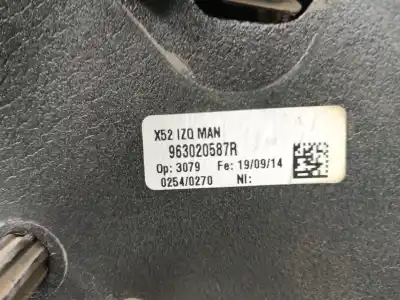 X52 IZQ MAN
963020587R
Op: 3079 Fe: 19/09/14
0254/0270 NI: